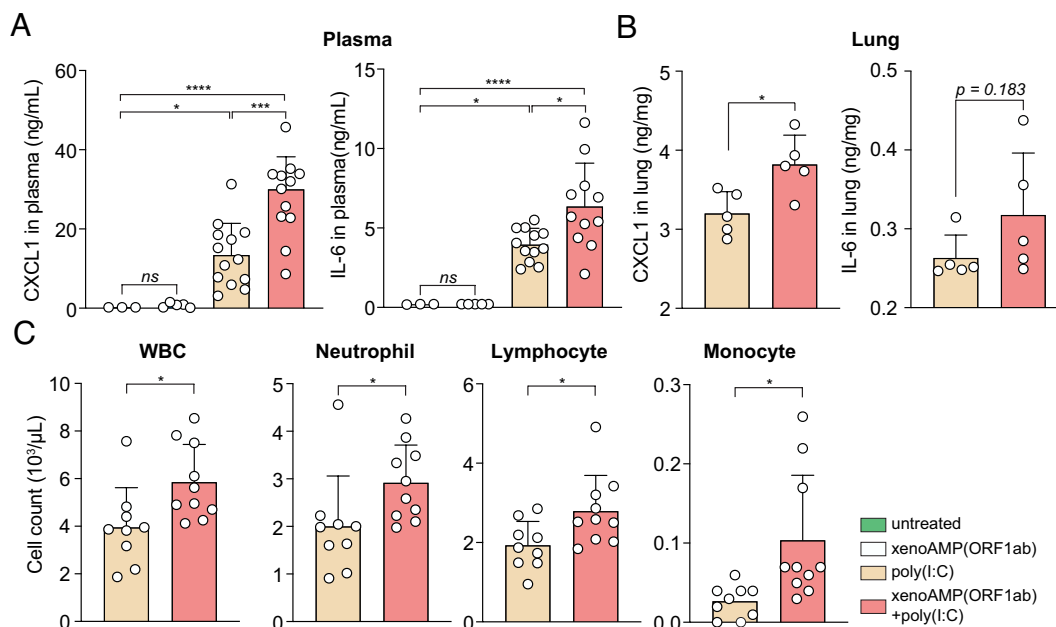 A
Plasma
B
Lung
CXCL1 in plasma (ng/mL)
60
40
20
0
****
*
***
ns
IL-6 in plasma(ng/mL)
15
10
5
0
****
*
*
ns
CXCL1 in lung (ng/mg)
5
4
3
2
*
IL-6 in lung (ng/mg)
0.5
0.4
0.3
0.2
p = 0.183
C
WBC
Neutrophil
Lymphocyte
Monocyte
Cell count (10³/μL)
10
8
6
4
2
0
*
5
4
3
2
1
0
*
6
4
2
0
*
0.3
0.2
0.1
0
*
untreated
xenoAMP(ORF1ab)
poly(I:C)
xenoAMP(ORF1ab)
+poly(I:C)